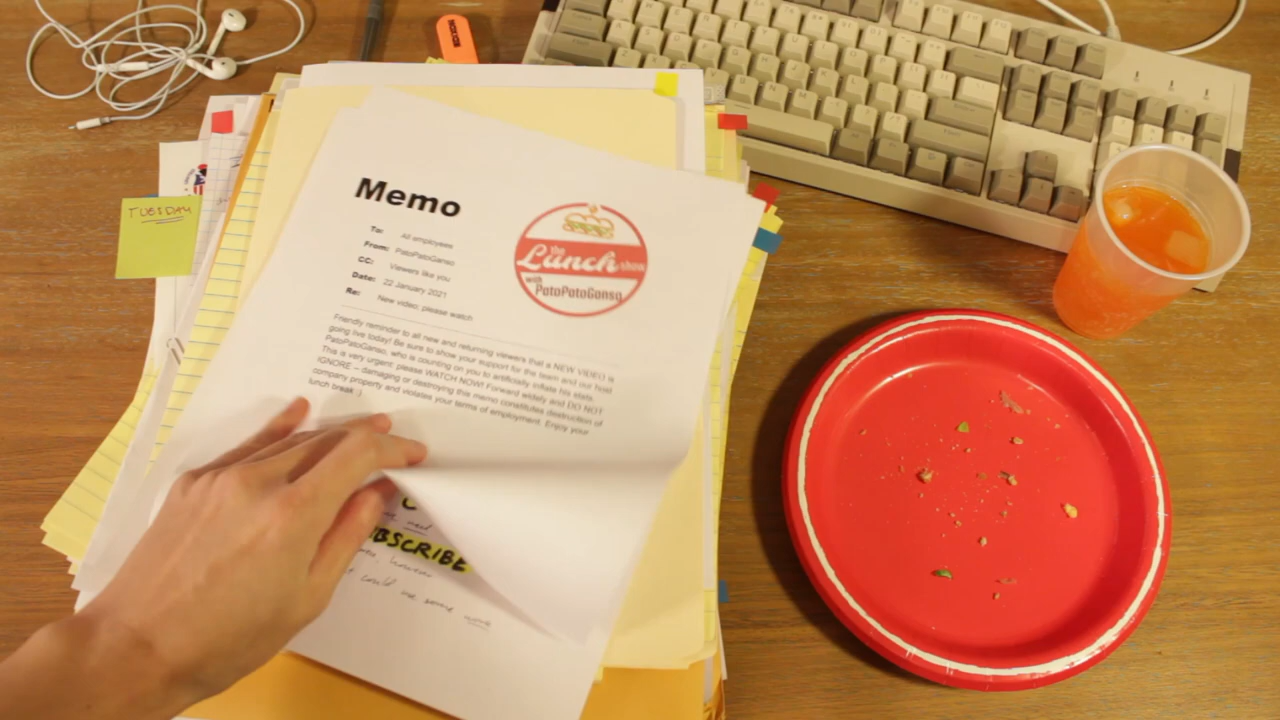 TUESDAY
Memo
To: All employees
From: PatoPatoGanso
CC: Viewers like you
Date: 22 January 2021
Re: New video; please watch
the
Lunch show
with
PatoPatoGanso
Friendly reminder to all new and returning viewers that a NEW VIDEO is
going live today! Be sure to show your support for the team and our host
PatoPatoGanso, who is counting on you to artificially inflate his stats.
This is very urgent: please WATCH NOW! Forward widely and DO NOT
IGNORE – damaging or destroying this memo constitutes destruction of
company property and violates your terms of employment. Enjoy your
lunch break :)
however
could use some more